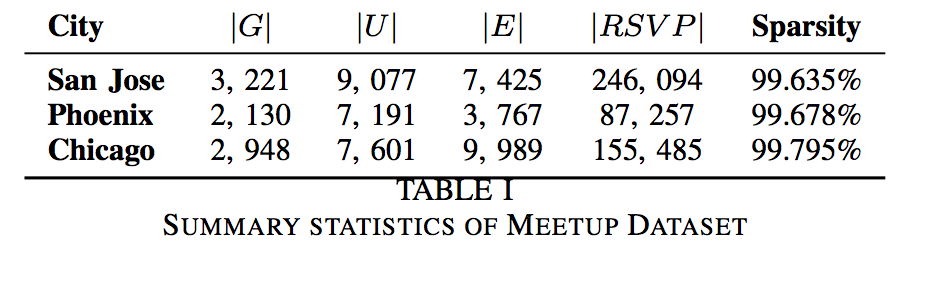 City |G| |U| |E| |RSVP| Sparsity
San Jose 3, 221 9, 077 7, 425 246, 094 99.635%
Phoenix 2, 130 7, 191 3, 767 87, 257 99.678%
Chicago 2, 948 7, 601 9, 989 155, 485 99.795%
TABLE I
SUMMARY STATISTICS OF MEETUP DATASET